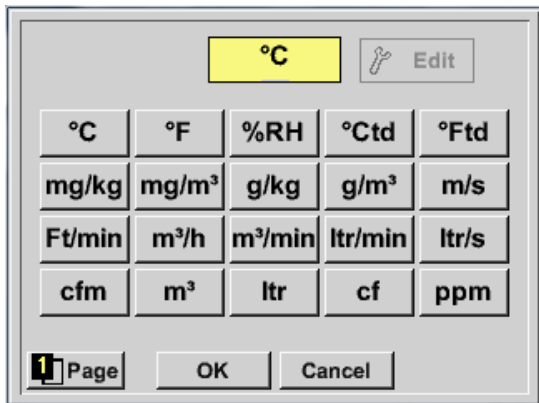 °C Edit
°C °F %RH °Ctd °Ftd
mg/kg mg/m³ g/kg g/m³ m/s
Ft/min m³/h m³/min ltr/min ltr/s
cfm m³ ltr cf ppm
1 Page OK Cancel